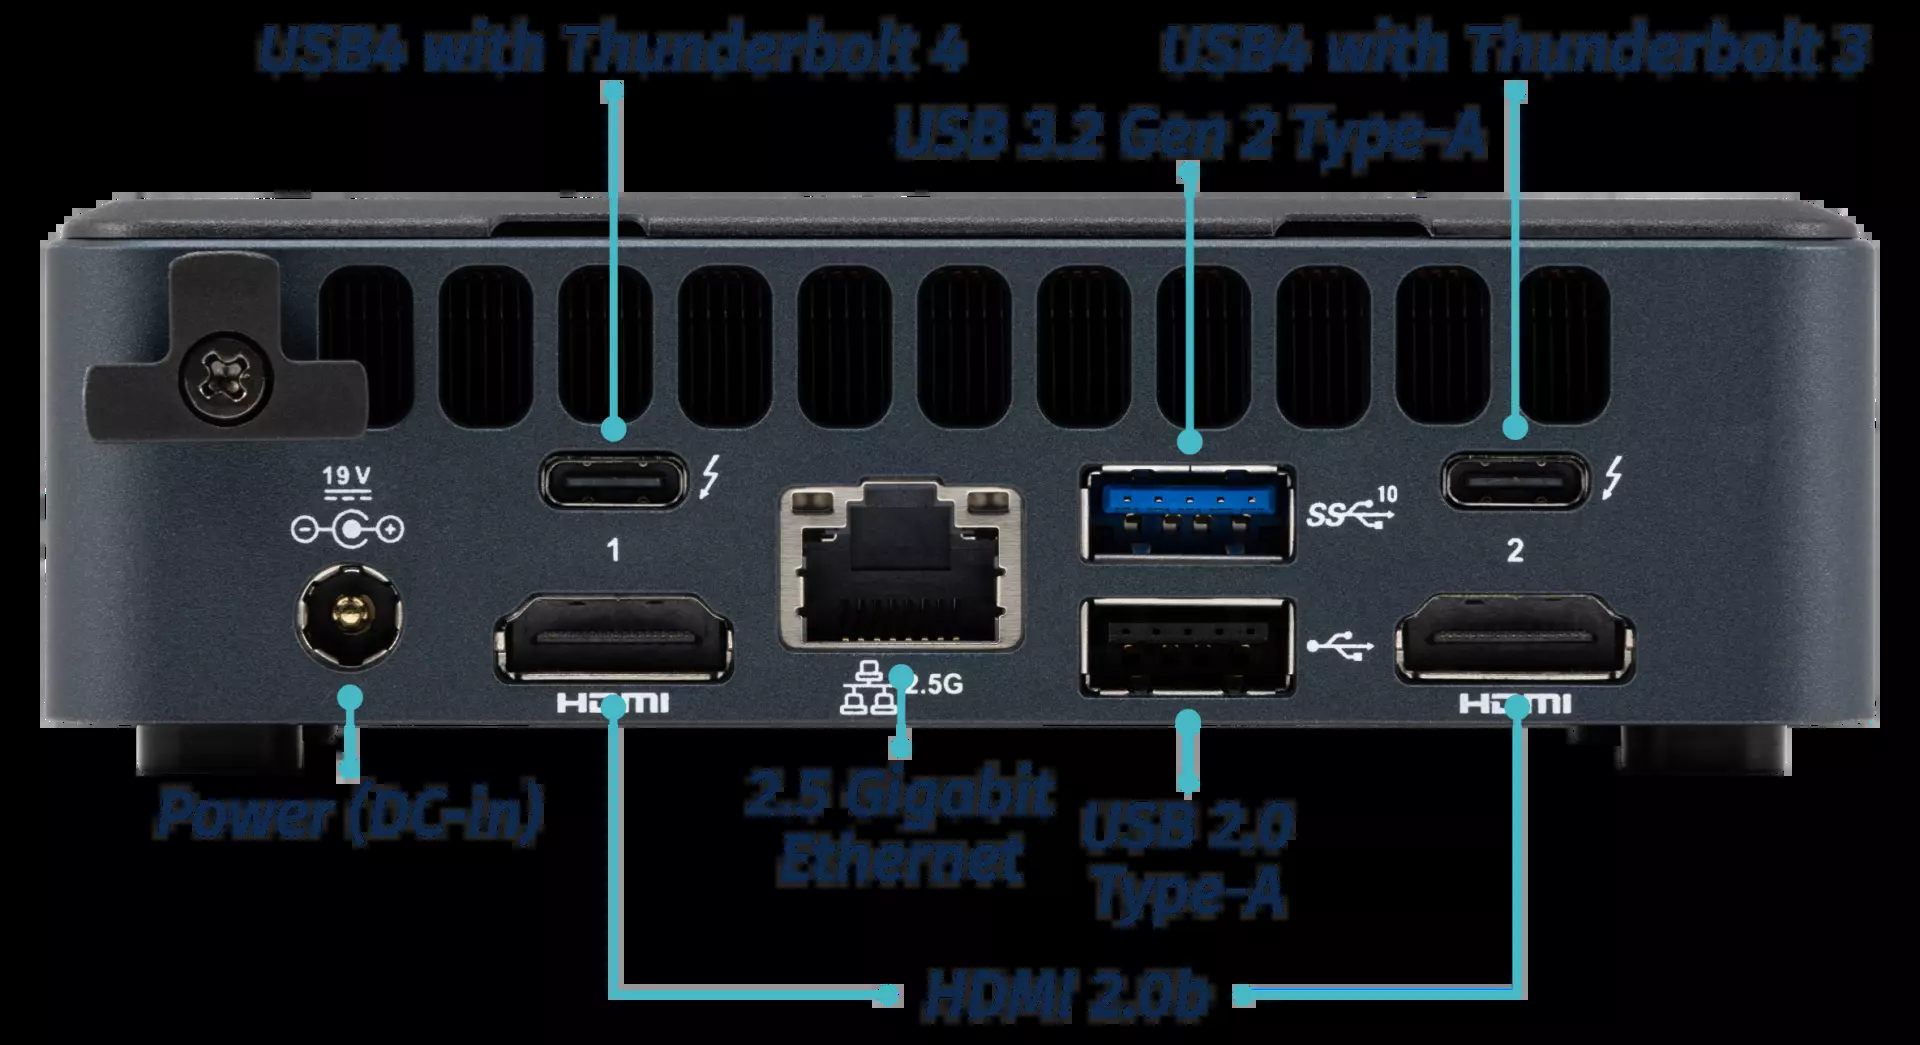 USB4 with Thunderbolt 4
USB4 with Thunderbolt 3
USB 3.2 Gen 2 Type-A
19 V
1
SS 10
2
HDMI
2.5G
HDMI
Power (DC-in)
2.5 Gigabit
Ethernet
USB 2.0
Type-A
HDMI 2.0b